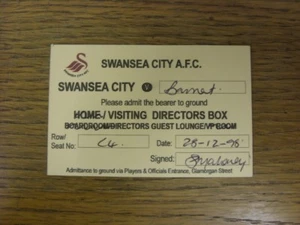 SWANSEA CITY A.F.C.
SWANSEA CITY v Barnet
Please admit the bearer to ground
HOME / VISITING DIRECTORS BOX
BOARDROOM/DIRECTORS GUEST LOUNGE/VP ROOM
Row/
Seat No: C4. Date: 28-12-98
Signed:
Admittance to ground via Players & Officials Entrance, Glamorgan Street